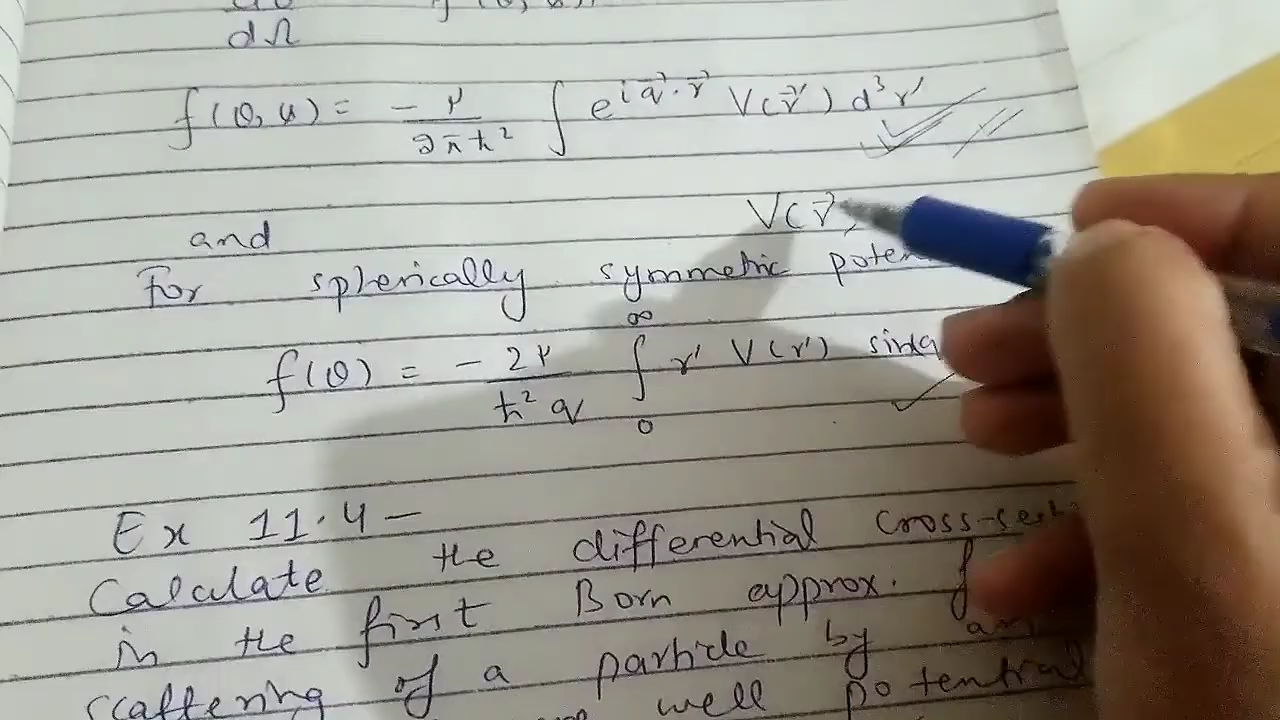 dΩ
f(θ, φ) = -μ / 2πħ² ∫ e^{i q⃗·r⃗} V(r⃗') d³r'
V(r⃗,
and
For spherically symmetric poten
f(θ) = -2μ / ħ²q ∫₀^∞ r' V(r') sin(q
Ex 11.4 -
Calculate the differential cross-sect
in the first Born approx. f
scattering of a particle by an
well potential